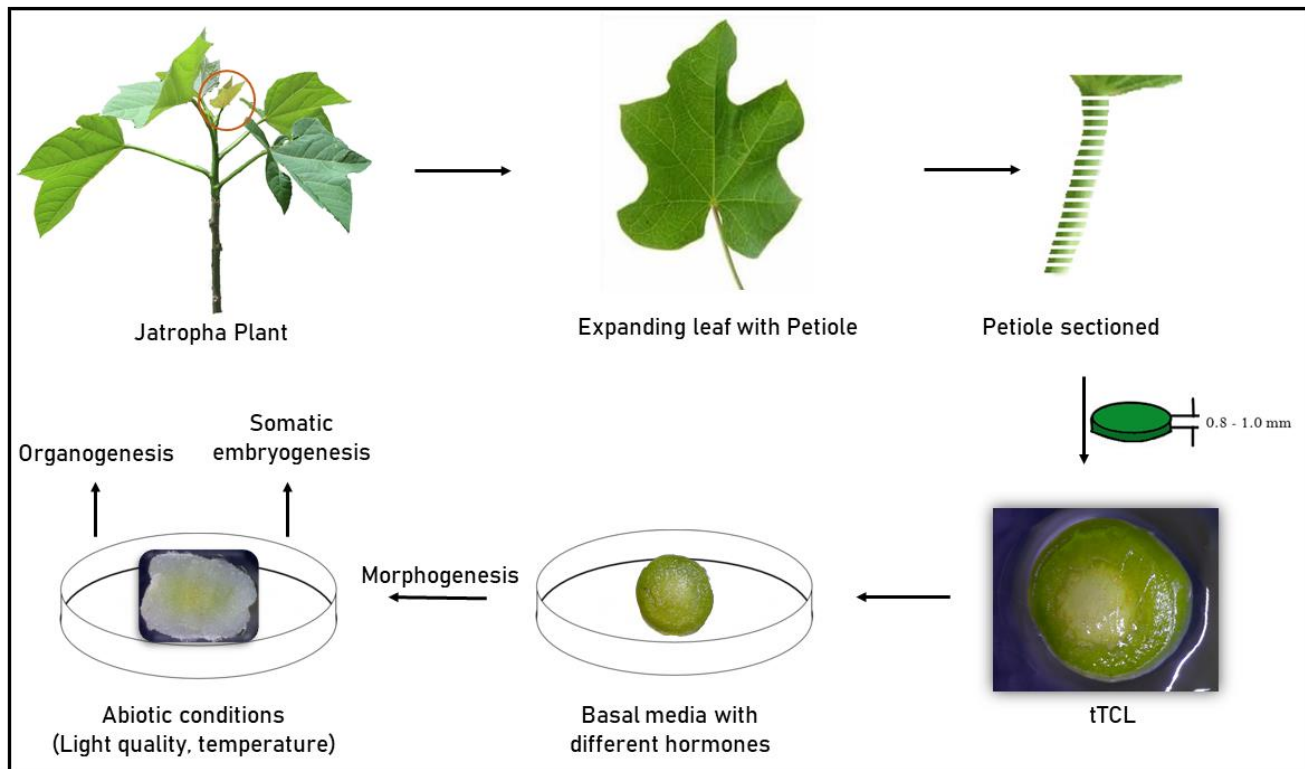 Jatropha Plant
Expanding leaf with Petiole
Petiole sectioned
0.8 - 1.0 mm
tTCL
Basal media with
different hormones
Morphogenesis
Abiotic conditions
(Light quality, temperature)
Organogenesis
Somatic
embryogenesis